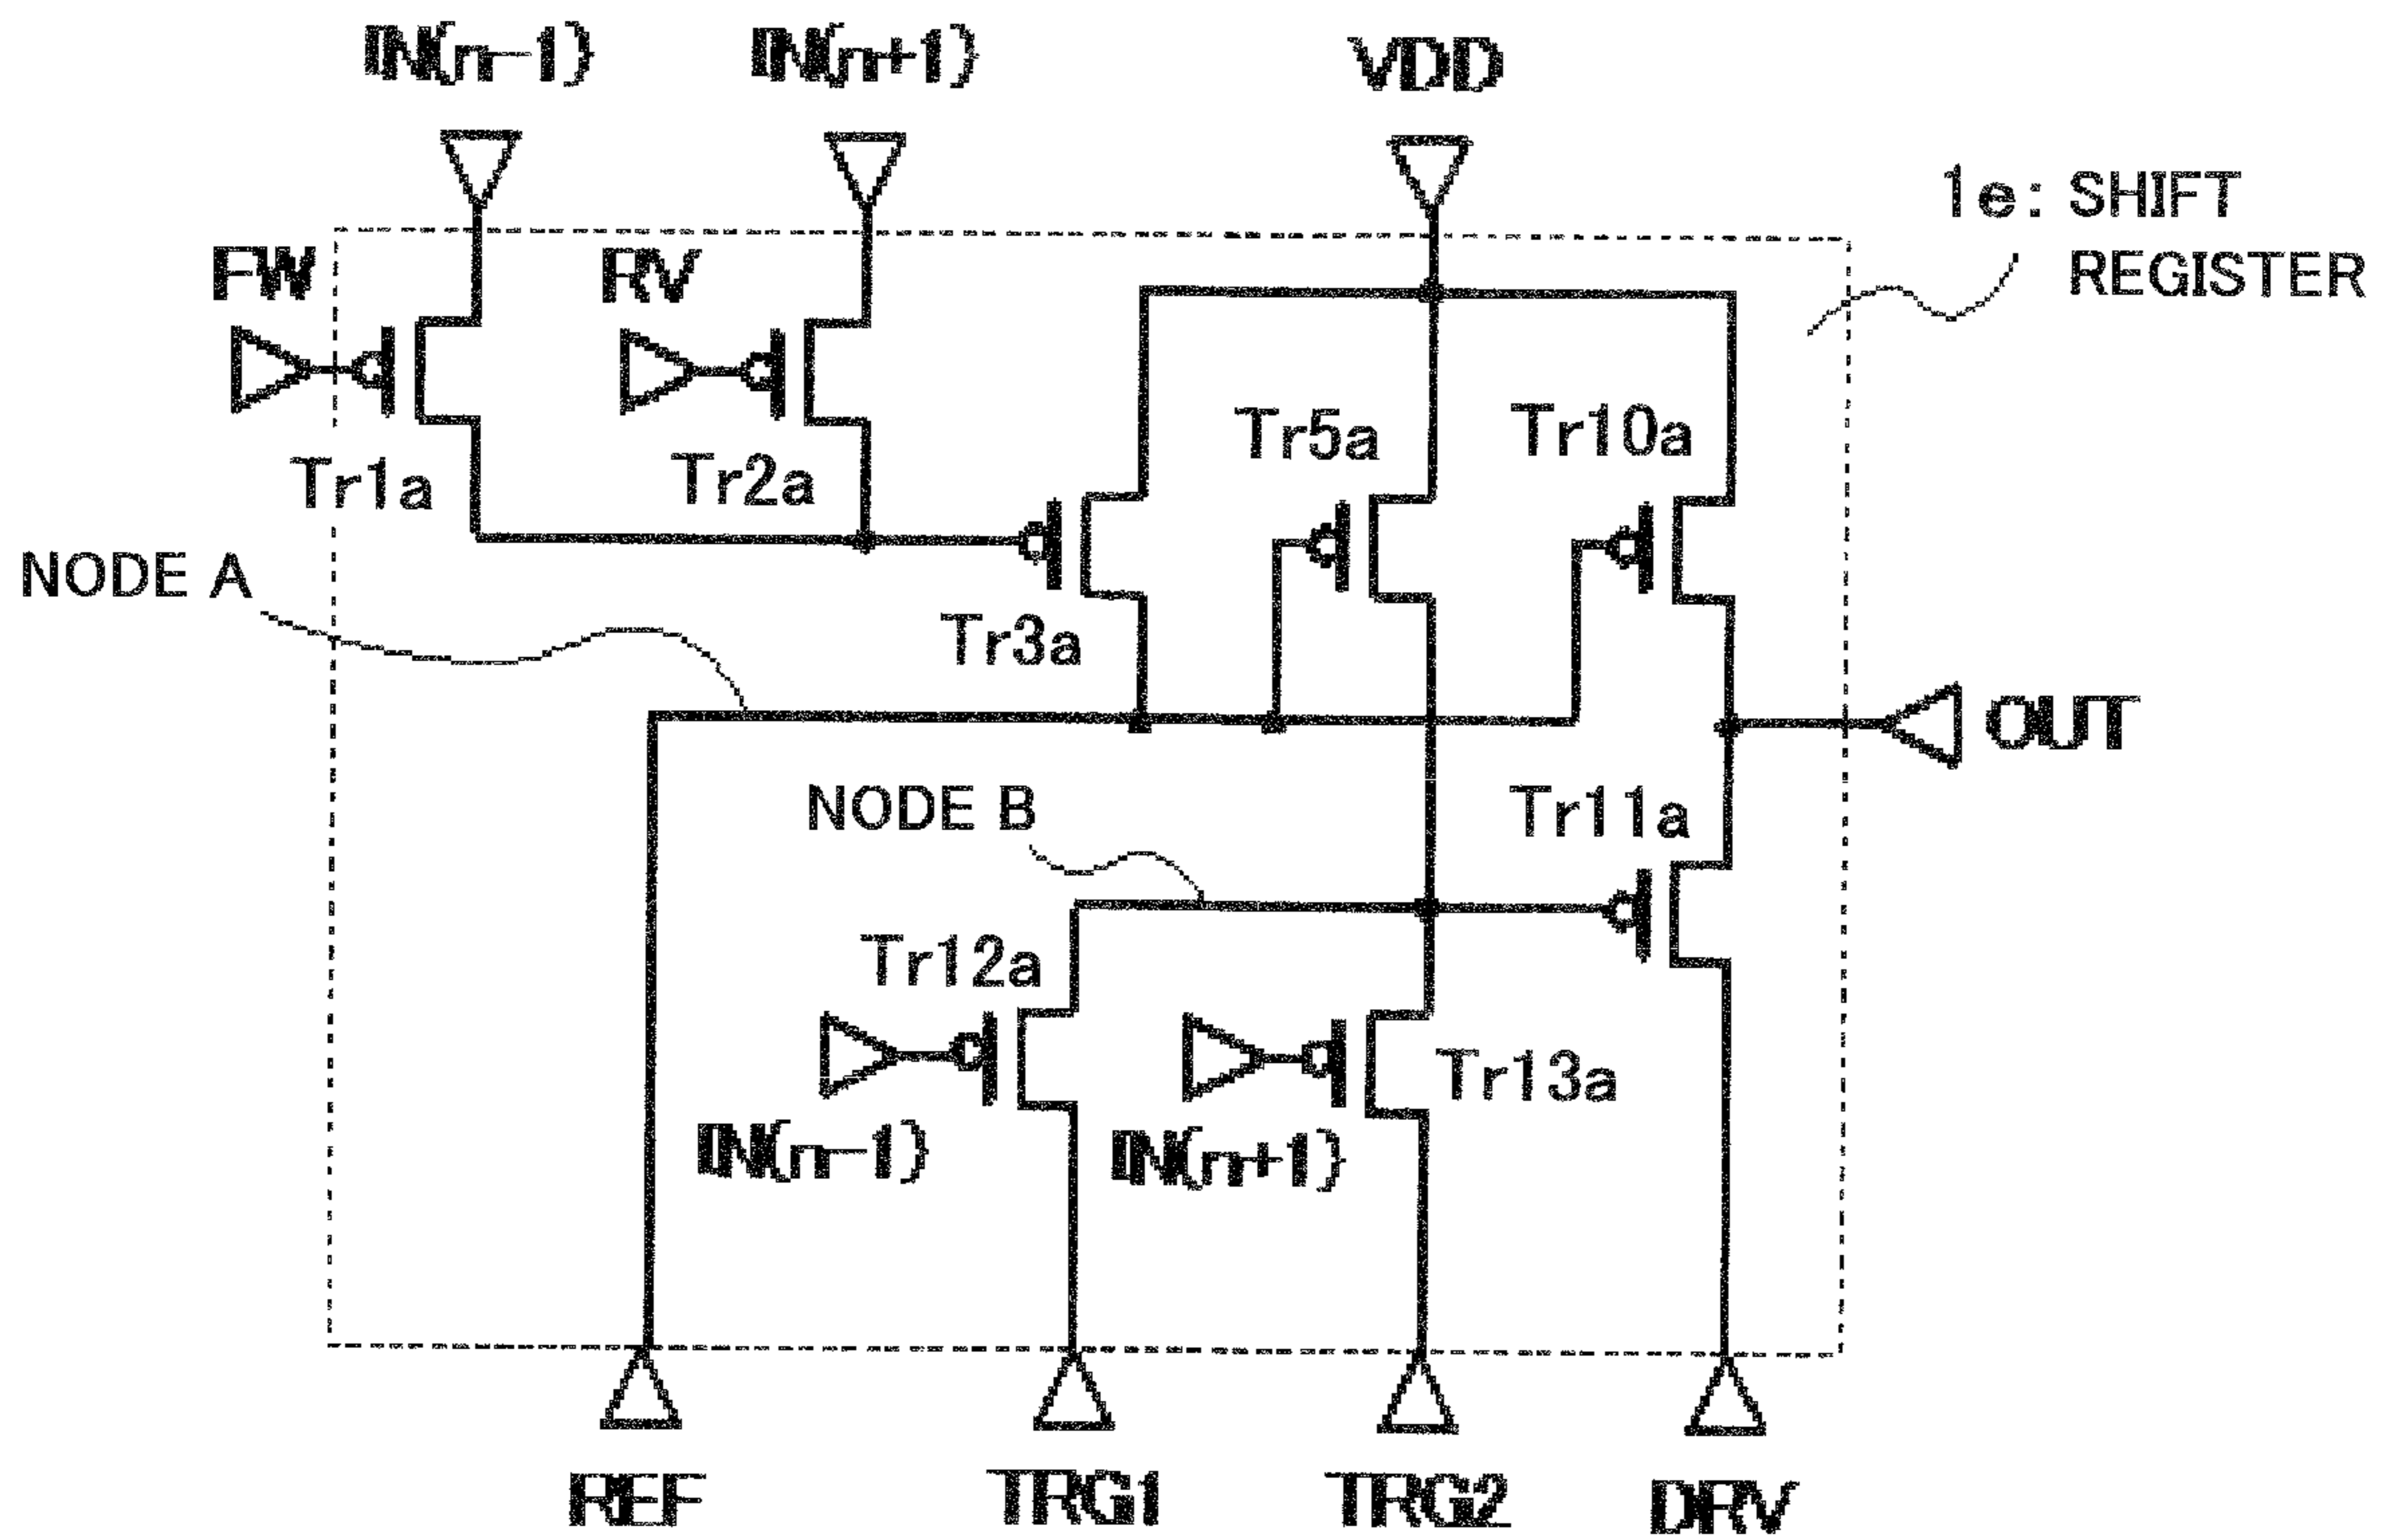 IN(n-1)
IN(n+1)
VDD
1e: SHIFT
REGISTER
FW
RV
Tr1a
Tr2a
Tr5a
Tr10a
NODE A
Tr3a
OUT
NODE B
Tr11a
Tr12a
Tr13a
IN(n-1)
IN(n+1)
REF
TRG1
TRG2
DRV